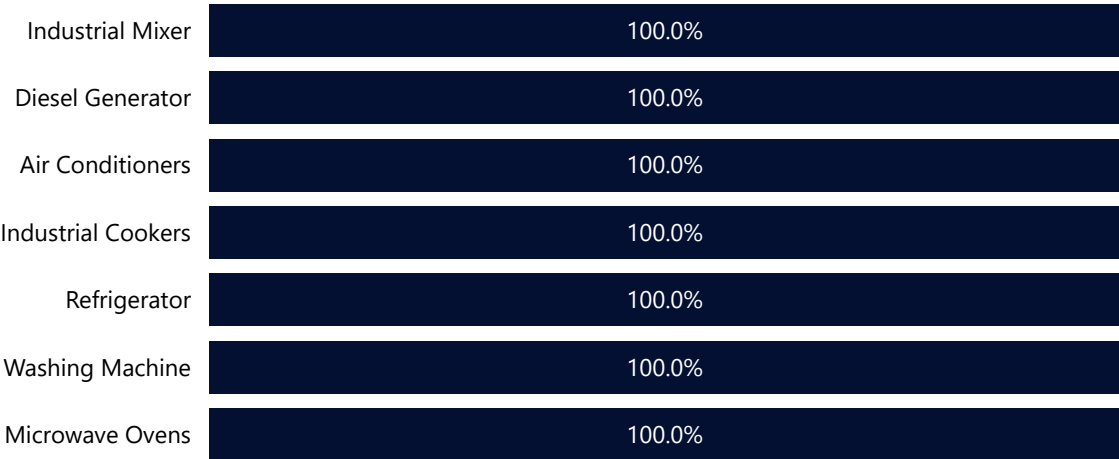 Industrial Mixer 100.0%
Diesel Generator 100.0%
Air Conditioners 100.0%
Industrial Cookers 100.0%
Refrigerator 100.0%
Washing Machine 100.0%
Microwave Ovens 100.0%